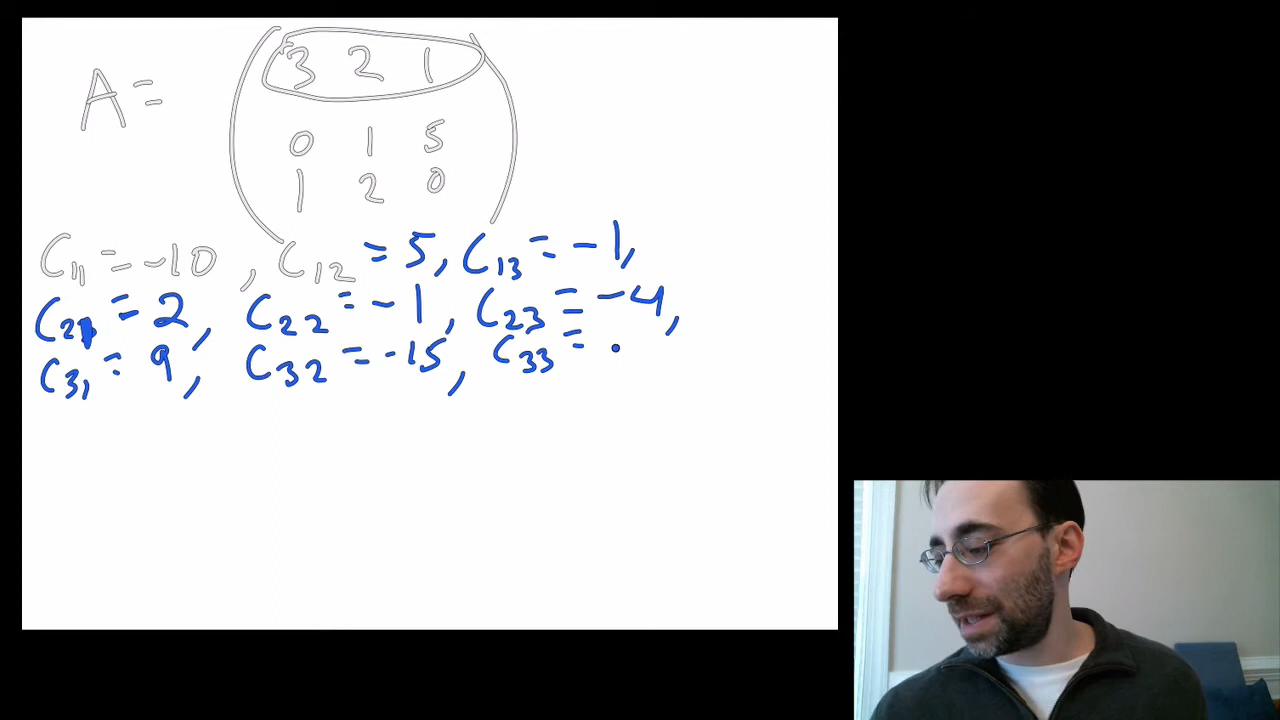 A = ( 3 2 1
0 1 5
1 2 0 )
C₁₁ = -10 , C₁₂ = 5, C₁₃ = -1,
C₂₁ = 2, C₂₂ = -1, C₂₃ = -4,
C₃₁ = 9, C₃₂ = -15, C₃₃ =